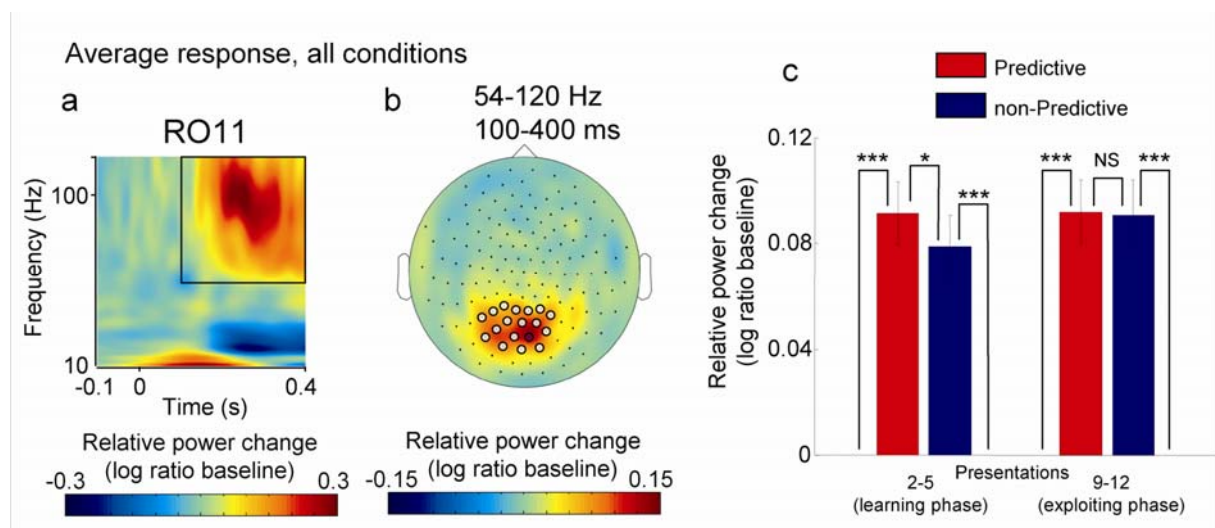 Average response, all conditions
a
RO11
Frequency (Hz)
100
10
-0.1
0
0.4
Time (s)
Relative power change
(log ratio baseline)
-0.3
0.3
b
54-120 Hz
100-400 ms
Relative power change
(log ratio baseline)
-0.15
0.15
c
Predictive
non-Predictive
Relative power change
(log ratio baseline)
0.12
0.08
0.04
0
***
*
***
***
NS
***
Presentations
2-5
(learning phase)
9-12
(exploiting phase)